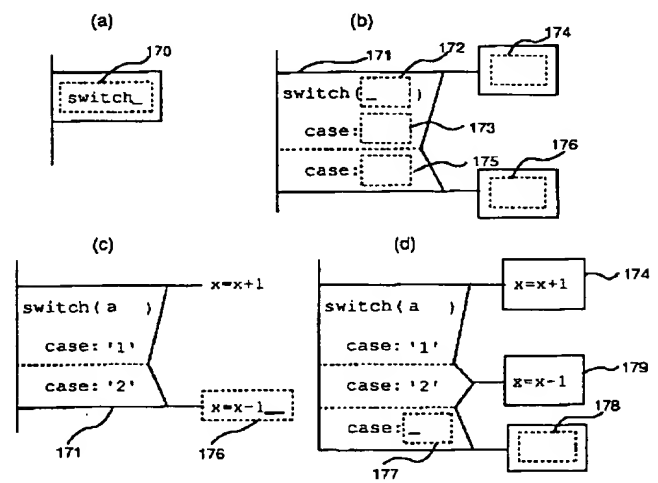 (a)
170
switch_
(b)
171
172
174
switch(_ )
case:
173
case:
175
176
(c)
x=x+1
switch(a )
case: '1'
case: '2'
x=x-1_
171
176
(d)
x=x+1
174
switch(a )
case: '1'
case: '2'
x=x-1
179
case:_
178
177